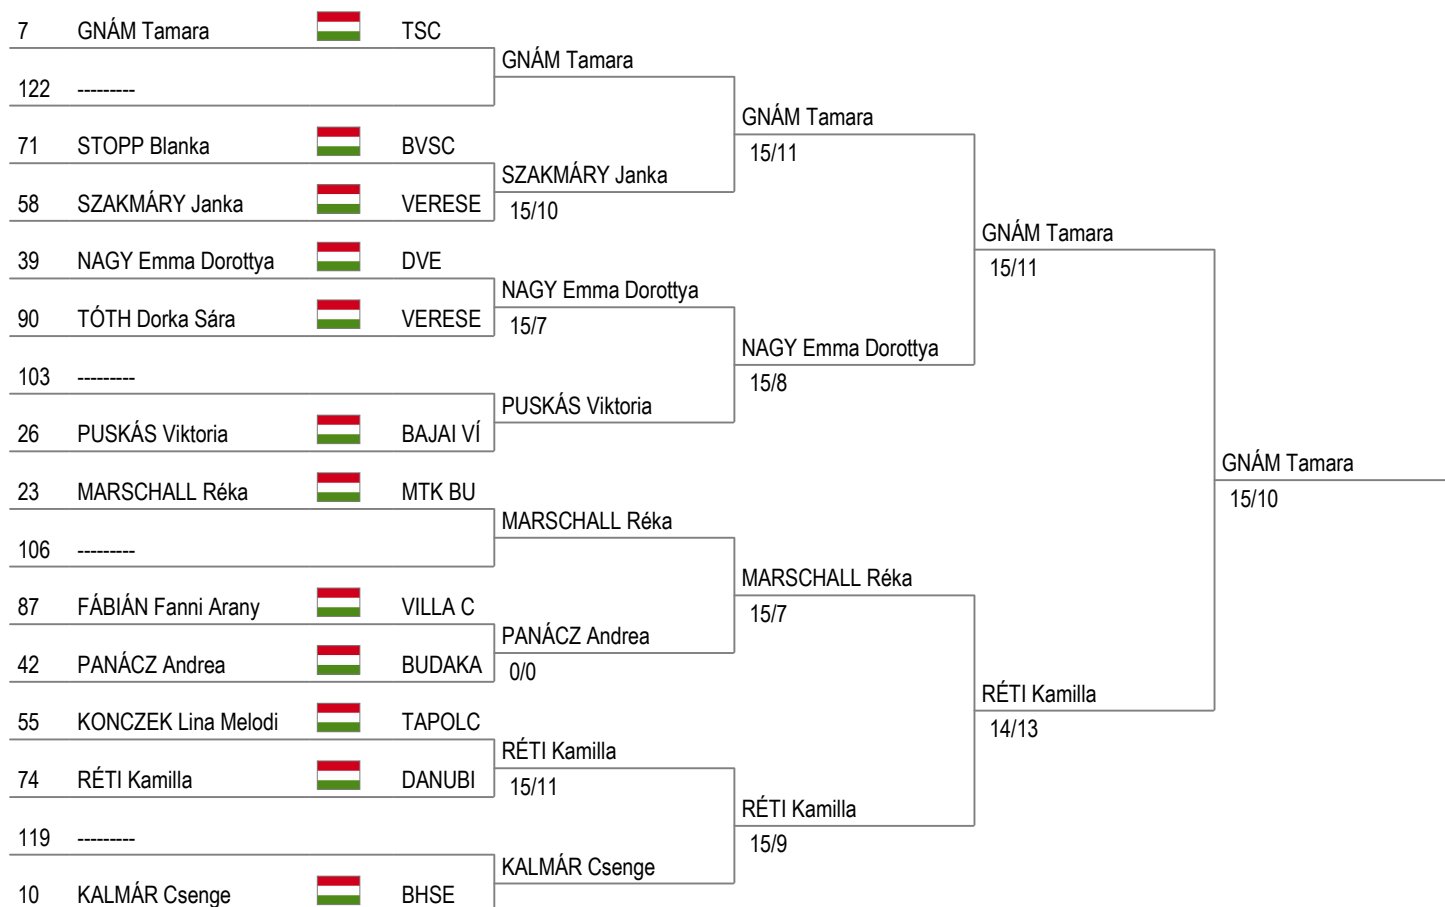 7 GNÁM Tamara TSC
122 ---------
71 STOPP Blanka BVSC
58 SZAKMÁRY Janka VERESE
39 NAGY Emma Dorottya DVE
90 TÓTH Dorka Sára VERESE
103 ---------
26 PUSKÁS Viktoria BAJAI VÍ
23 MARSCHALL Réka MTK BU
106 ---------
87 FÁBIÁN Fanni Arany VILLA C
42 PANÁCZ Andrea BUDAKA
55 KONCZEK Lina Melodi TAPOLC
74 RÉTI Kamilla DANUBI
119 ---------
10 KALMÁR Csenge BHSE
GNÁM Tamara
SZAKMÁRY Janka
15/10
NAGY Emma Dorottya
15/7
PUSKÁS Viktoria
MARSCHALL Réka
PANÁCZ Andrea
0/0
RÉTI Kamilla
15/11
KALMÁR Csenge
GNÁM Tamara
15/11
NAGY Emma Dorottya
15/8
MARSCHALL Réka
15/7
RÉTI Kamilla
15/9
GNÁM Tamara
15/11
RÉTI Kamilla
14/13
GNÁM Tamara
15/10